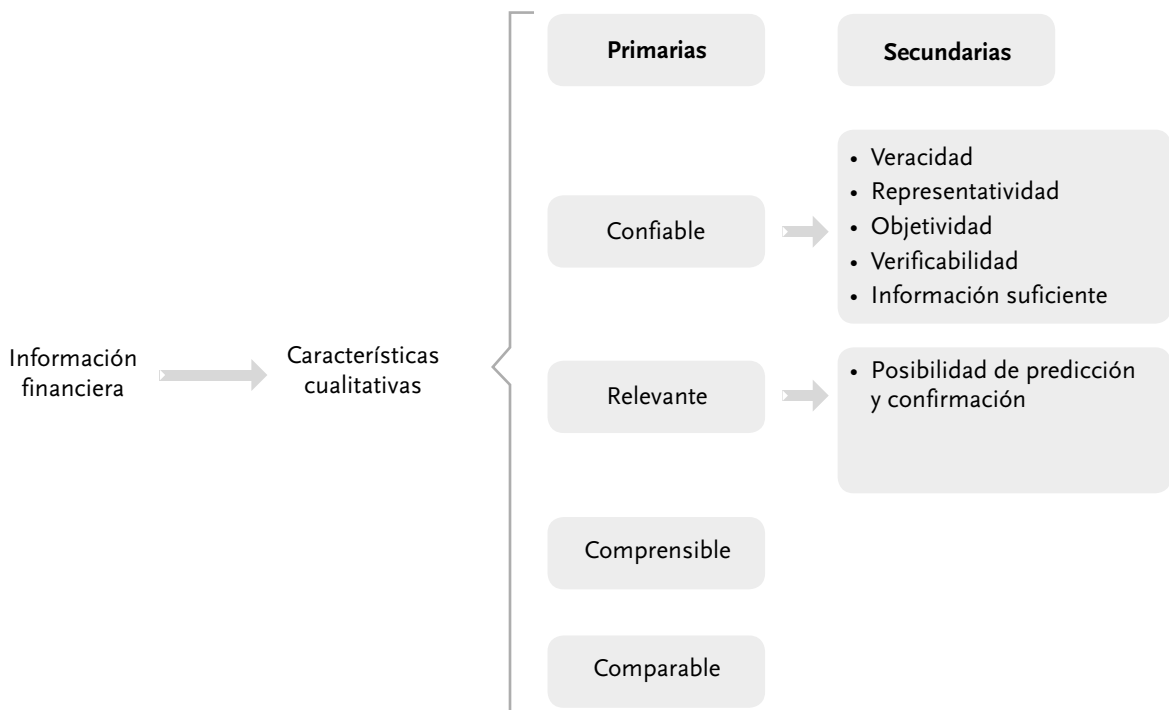 Información
financiera
Características
cualitativas
Primarias
Secundarias
Confiable
• Veracidad
• Representatividad
• Objetividad
• Verificabilidad
• Información suficiente
Relevante
• Posibilidad de predicción
y confirmación
Comprensible
Comparable